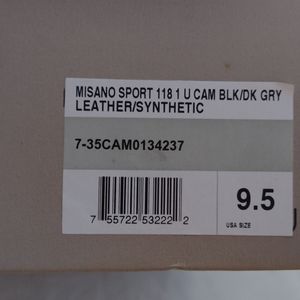 MISANO SPORT 118 1 U CAM BLK/DK GRY
LEATHER/SYNTHETIC
7-35CAM0134237
9.5
USA SIZE
7 55722 53222 2